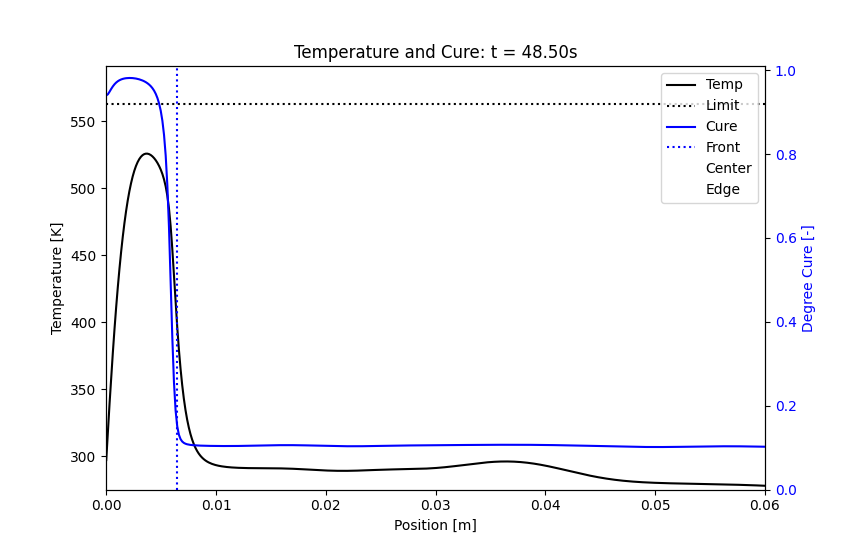 Temperature and Cure: t = 48.50s
Temp
Limit
Cure
Front
Center
Edge
Temperature [K]
550
500
450
400
350
300
1.0
0.8
0.6
0.4
0.2
0.0
Degree Cure [-]
0.00
0.01
0.02
0.03
0.04
0.05
0.06
Position [m]